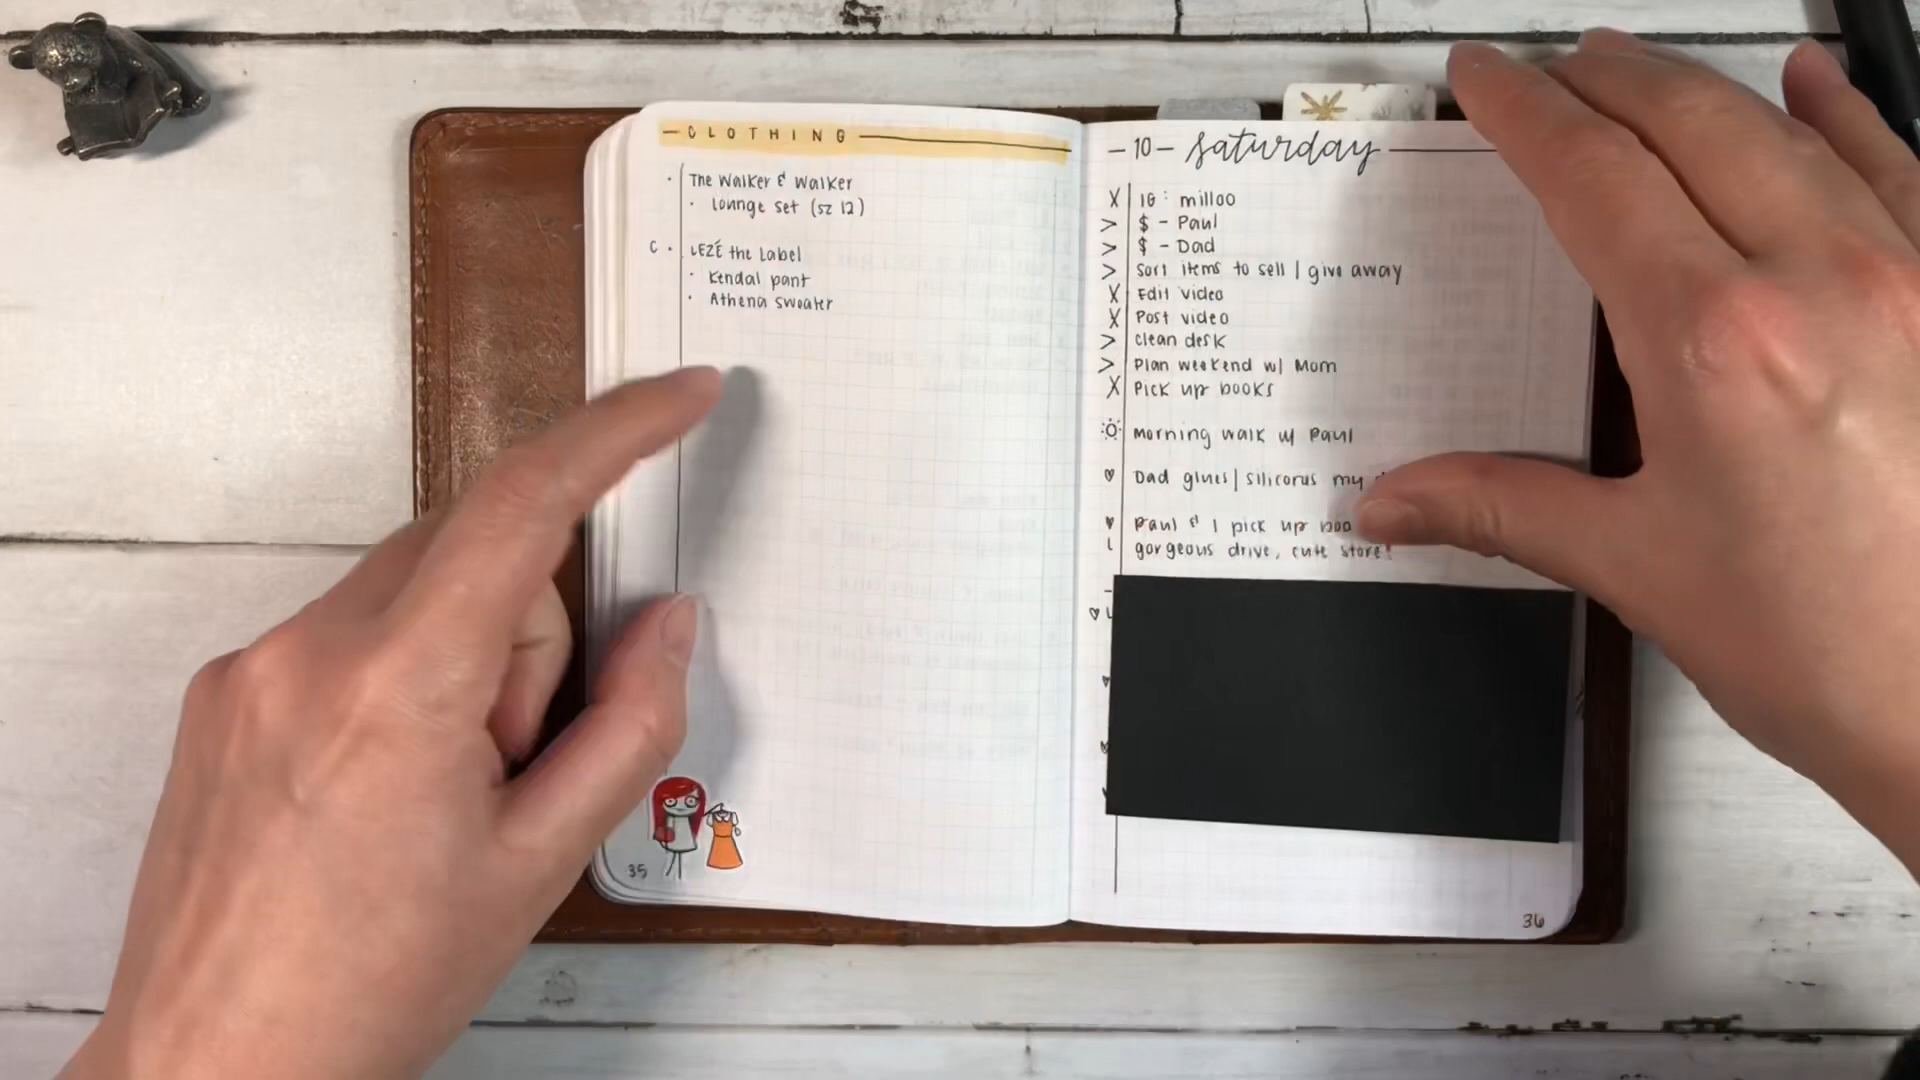 CLOTHING
· The Walker & Walker
· lounge set (sz 12)
C · LEZÉ the Label
· Kendal pant
· Athena sweater
35
— 10 — saturday
X IG: milloo
> $ - Paul
> $ - Dad
> Sort items to sell | give away
X Edit video
X Post video
> clean desk
> Plan weekend w/ Mom
X Pick up books
morning walk w/ Paul
♥ Dad glues | my
♥ Paul & I pick up
gorgeous drive, cute store!
36